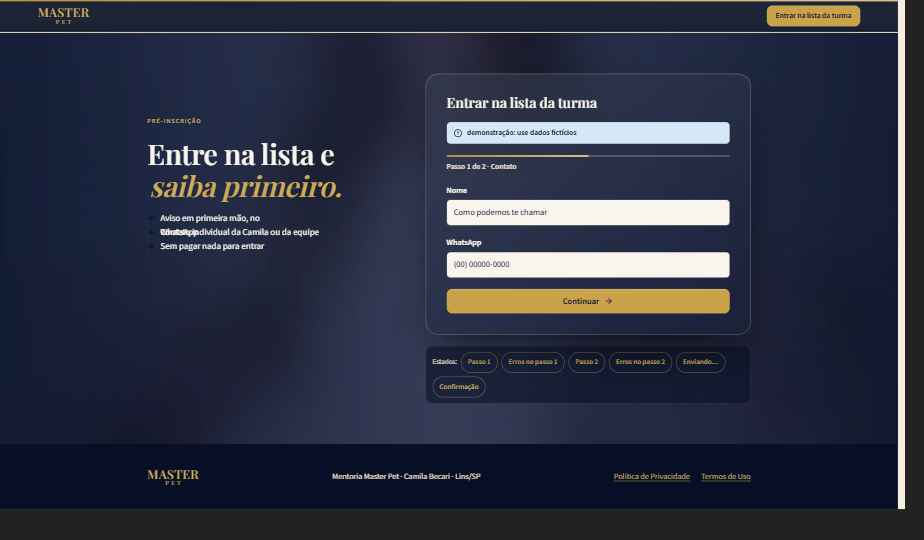 MASTER
PET
Entrar na lista da turma
PRÉ-INSCRIÇÃO
Entre na lista e
saiba primeiro.
Aviso em primeira mão, no
WhatsApp
individual da Camila ou da equipe
Sem pagar nada para entrar
Entrar na lista da turma
demonstração: use dados fictícios
Passo 1 de 2 · Contato
Nome
Como podemos te chamar
WhatsApp
(00) 00000-0000
Continuar →
Estados:
Passo 1
Erros no passo 1
Passo 2
Erros no passo 2
Enviando...
Confirmação
MASTER
PET
Mentoria Master Pet · Camila Becari · Lins/SP
Política de Privacidade
Termos de Uso